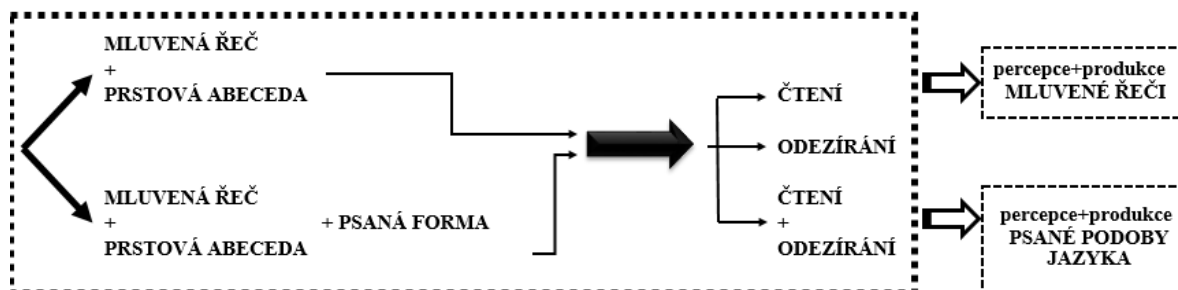 MLUVENÁ ŘEČ
+
PRSTOVÁ ABECEDA
MLUVENÁ ŘEČ
+
PRSTOVÁ ABECEDA
+ PSANÁ FORMA
ČTENÍ
ODEZÍRÁNÍ
ČTENÍ
+
ODEZÍRÁNÍ
percepce+produkce
MLUVENÉ ŘEČI
percepce+produkce
PSANÉ PODOBY
JAZYKA